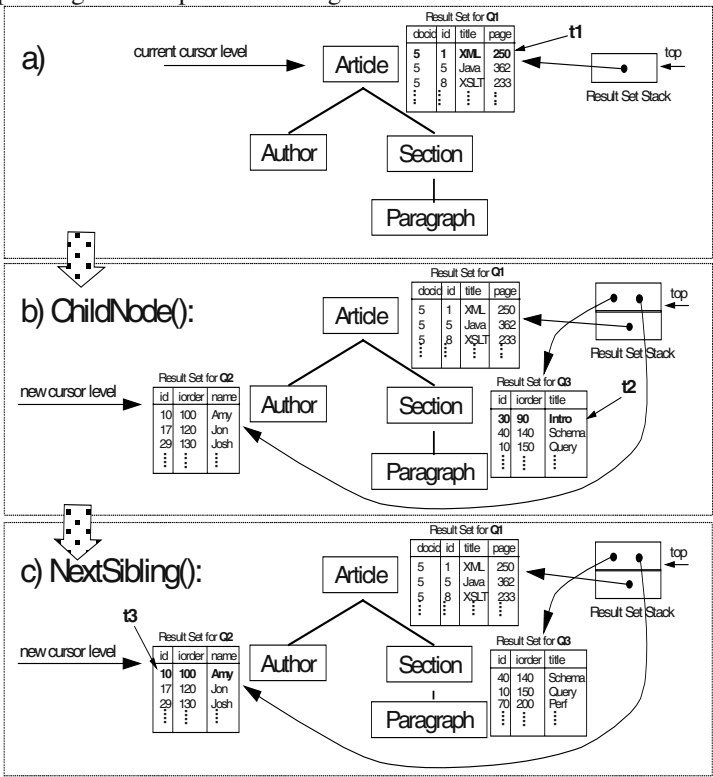 a)
current cursor level
Article
Author
Section
Paragraph
Result Set for Q1
docid id title page
5 1 XML 250
5 5 Java 362
5 8 XSLT 233
t1
top
Result Set Stack
b) ChildNode():
new cursor level
Result Set for Q2
id iorder name
10 100 Amy
17 120 Jon
29 130 Josh
Article
Author
Section
Paragraph
Result Set for Q1
docid id title page
5 1 XML 250
5 5 Java 362
5 8 XSLT 233
top
Result Set Stack
Result Set for Q3
id iorder title
30 90 Intro
40 140 Schema
10 150 Query
t2
c) NextSibling():
t3
new cursor level
Result Set for Q2
id iorder name
10 100 Amy
17 120 Jon
29 130 Josh
Article
Author
Section
Paragraph
Result Set for Q1
docid id title page
5 1 XML 250
5 5 Java 362
5 8 XSLT 233
top
Result Set Stack
Result Set for Q3
id iorder title
40 140 Schema
10 150 Query
70 200 Perf